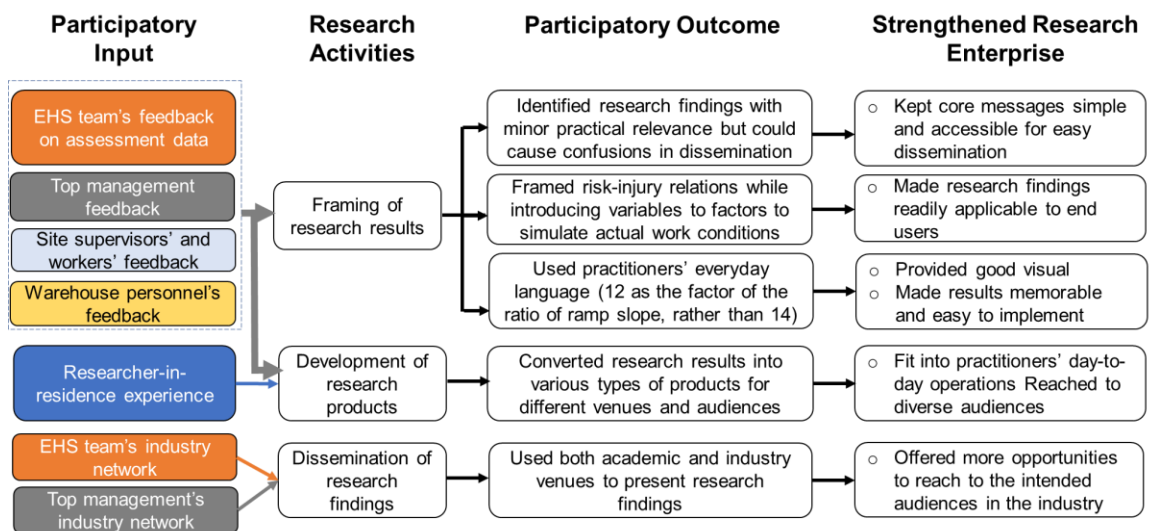 Participatory
Input
Research
Activities
Participatory Outcome
Strengthened Research
Enterprise
EHS team's feedback
on assessment data
Top management
feedback
Site supervisors' and
workers' feedback
Warehouse personnel's
feedback
Framing of
research results
Identified research findings with
minor practical relevance but could
cause confusions in dissemination
○ Kept core messages simple
and accessible for easy
dissemination
Framed risk-injury relations while
introducing variables to factors to
simulate actual work conditions
○ Made research findings
readily applicable to end
users
Used practitioners' everyday
language (12 as the factor of the
ratio of ramp slope, rather than 14)
○ Provided good visual
○ Made results memorable
and easy to implement
Researcher-in-
residence experience
Development of
research
products
Converted research results into
various types of products for
different venues and audiences
○ Fit into practitioners' day-to-
day operations Reached to
diverse audiences
EHS team's industry
network
Top management's
industry network
Dissemination of
research
findings
Used both academic and industry
venues to present research
findings
○ Offered more opportunities
to reach to the intended
audiences in the industry